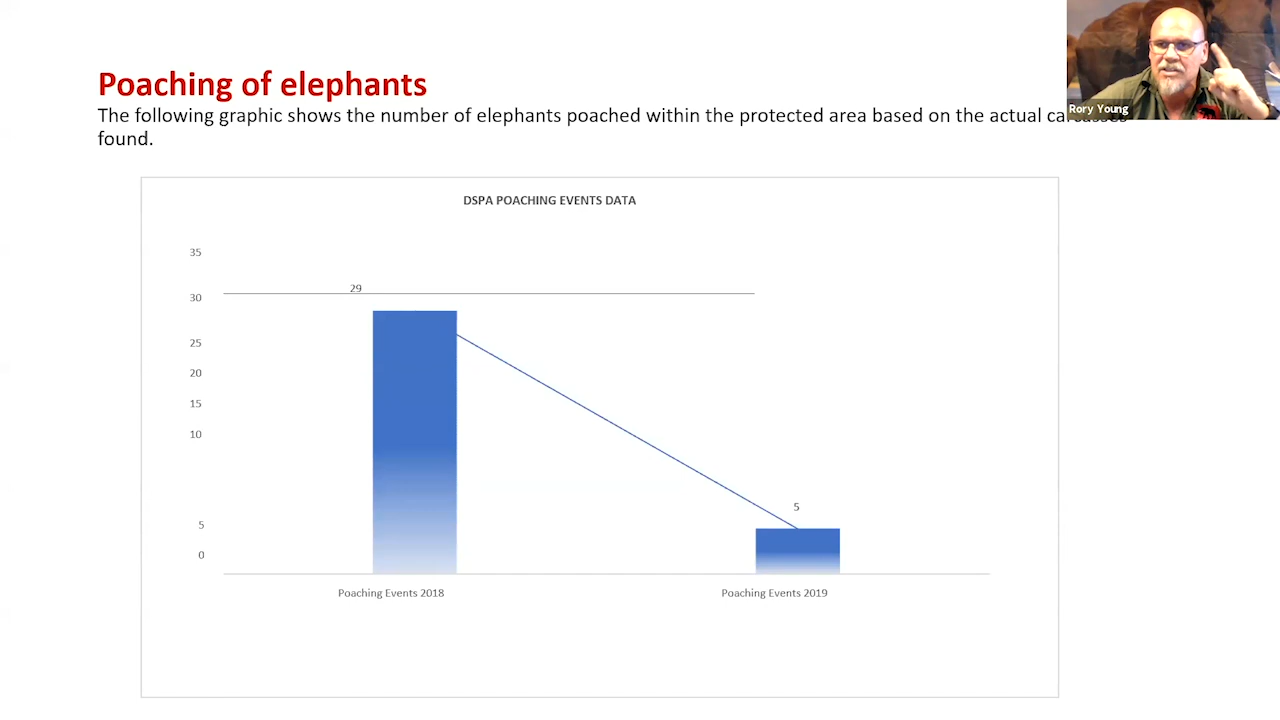 Poaching of elephants
The following graphic shows the number of elephants poached within the protected area based on the actual carcasses
found.
Rory Young
DSPA POACHING EVENTS DATA
35
30
25
20
15
10
5
0
29
5
Poaching Events 2018
Poaching Events 2019